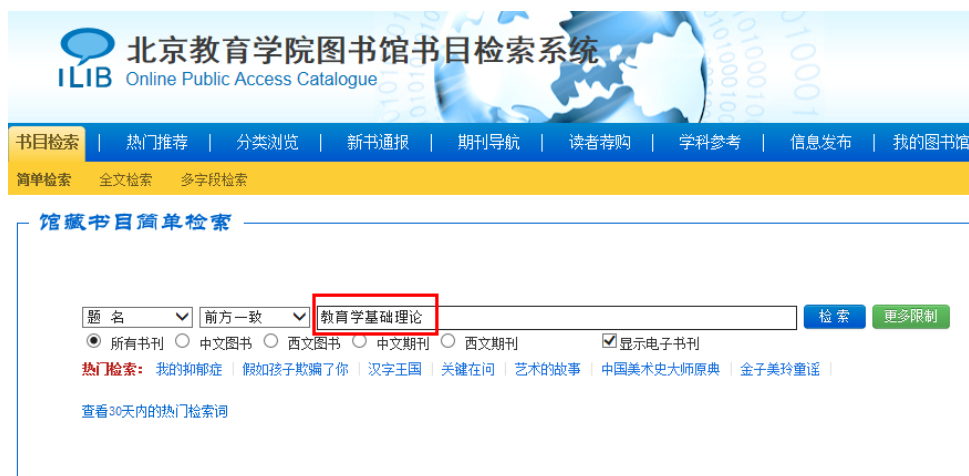 北京教育学院图书馆书目检索系统
ILIB Online Public Access Catalogue
书目检索 | 热门推荐 | 分类浏览 | 新书通报 | 期刊导航 | 读者荐购 | 学科参考 | 信息发布 | 我的图书馆
简单检索 全文检索 多字段检索
馆藏书目简单检索
题 名 前方一致 教育学基础理论 检 索 更多限制
所有书刊 中文图书 西文图书 中文期刊 西文期刊 显示电子书刊
热门检索： 我的抑郁症 | 假如孩子欺骗了你 | 汉字王国 | 关键在问 | 艺术的故事 | 中国美术史大师原典 | 金子美玲童谣 |
查看30天内的热门检索词